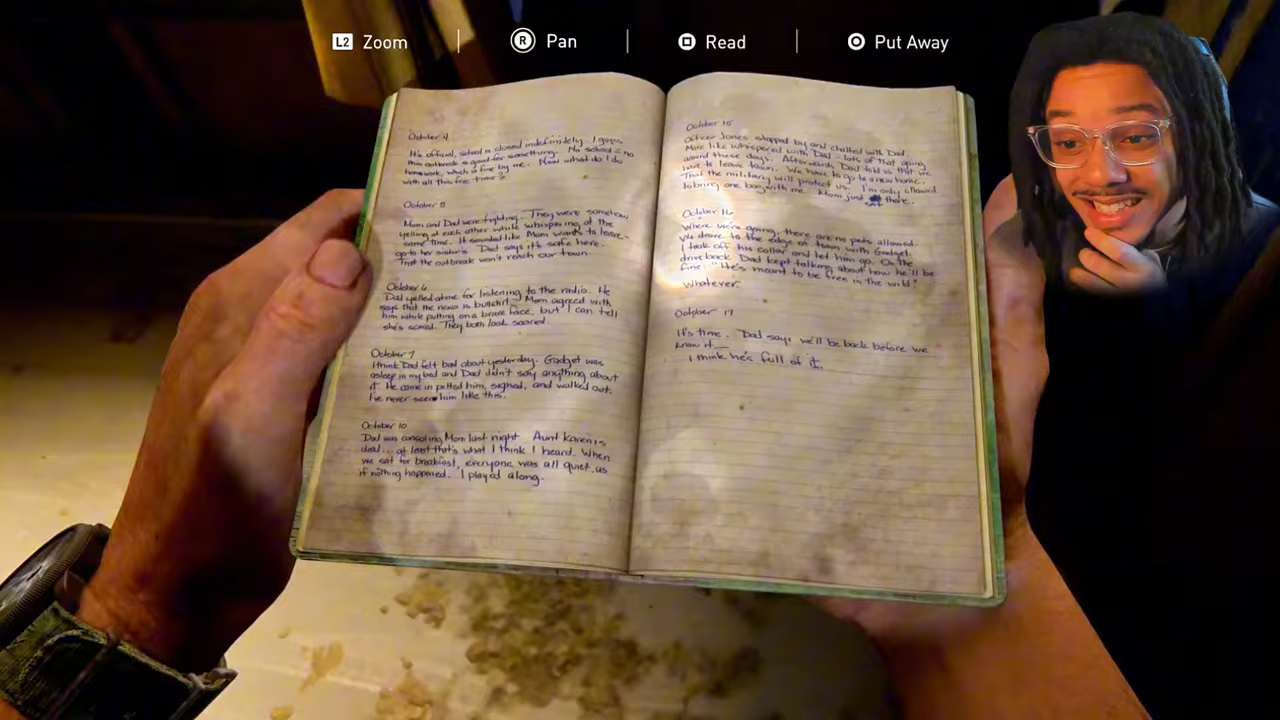 L2 Zoom
R Pan
Read
Put Away
October 4
It's official, school is closed indefinitely. I guess
this outbreak is good for something. No school = no
homework, which is fine by me. Now what do I do
with all this free time?
October 5
Mom and Dad were fighting. They were somehow
yelling at each other while whispering at the
same time. It sounded like Mom wants to leave-
go to her sister's. Dad says it's safe here.
That the outbreak won't reach our town.
October 6
Dad yelled at me for listening to the radio. He
says that the news is bullshit. Mom agreed with
him while putting on a brave face, but I can tell
she's scared. They both look scared.
October 7
I think Dad felt bad about yesterday. Gadget was
asleep in my bed and Dad didn't say anything about
it. He came in petted him, sighed, and walked out.
I've never seen him like this.
October 10
Dad was consoling Mom last night. Aunt Karen is
dead... at least that's what I think I heard. When
we sat for breakfast, everyone was all quiet, as
if nothing happened. I played along.
October 15
Officer Jones stopped by and chatted with Dad.
More like whispered with Dad - lots of that going
around these days. Afterwards Dad told us that we
have to leave town. We have to go to a new home.
That the military will protect us. I'm only allowed
to bring one bag with me. Mom just sat there.
October 16
Where we're going, there are no pets allowed.
We drove to the edge of town with Gadget.
I took off his collar and let him go. On the
drive back Dad kept talking about how he'll be
fine. "He's meant to be free in the wild."
Whatever.
October 17
It's time. Dad says we'll be back before we
know it
I think he's full of it.